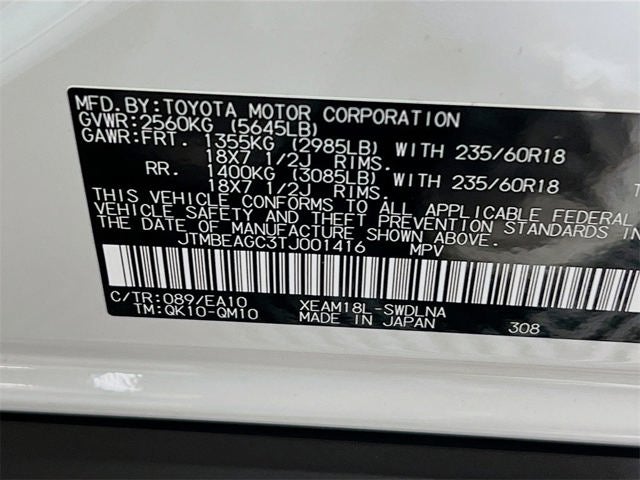 MFD.BY:TOYOTA MOTOR CORPORATION
GVWR:2560KG (5645LB)
GAWR:FRT. 1355KG (2985LB) WITH 235/60R18
18X7 1/2J RIMS.
RR. 1400KG (3085LB) WITH 235/60R18
18X7 1/2J RIMS.
THIS VEHICLE CONFORMS TO ALL APPLICABLE FEDERAL
VEHICLE SAFETY AND THEFT PREVENTION STANDARDS IN
THE DATE OF MANUFACTURE SHOWN ABOVE.
JTMBEAGC3TJ001416 MPV
C/TR:089/EA10 XEAM18L-SWDLNA
TM:QK10-QM10 MADE IN JAPAN 308